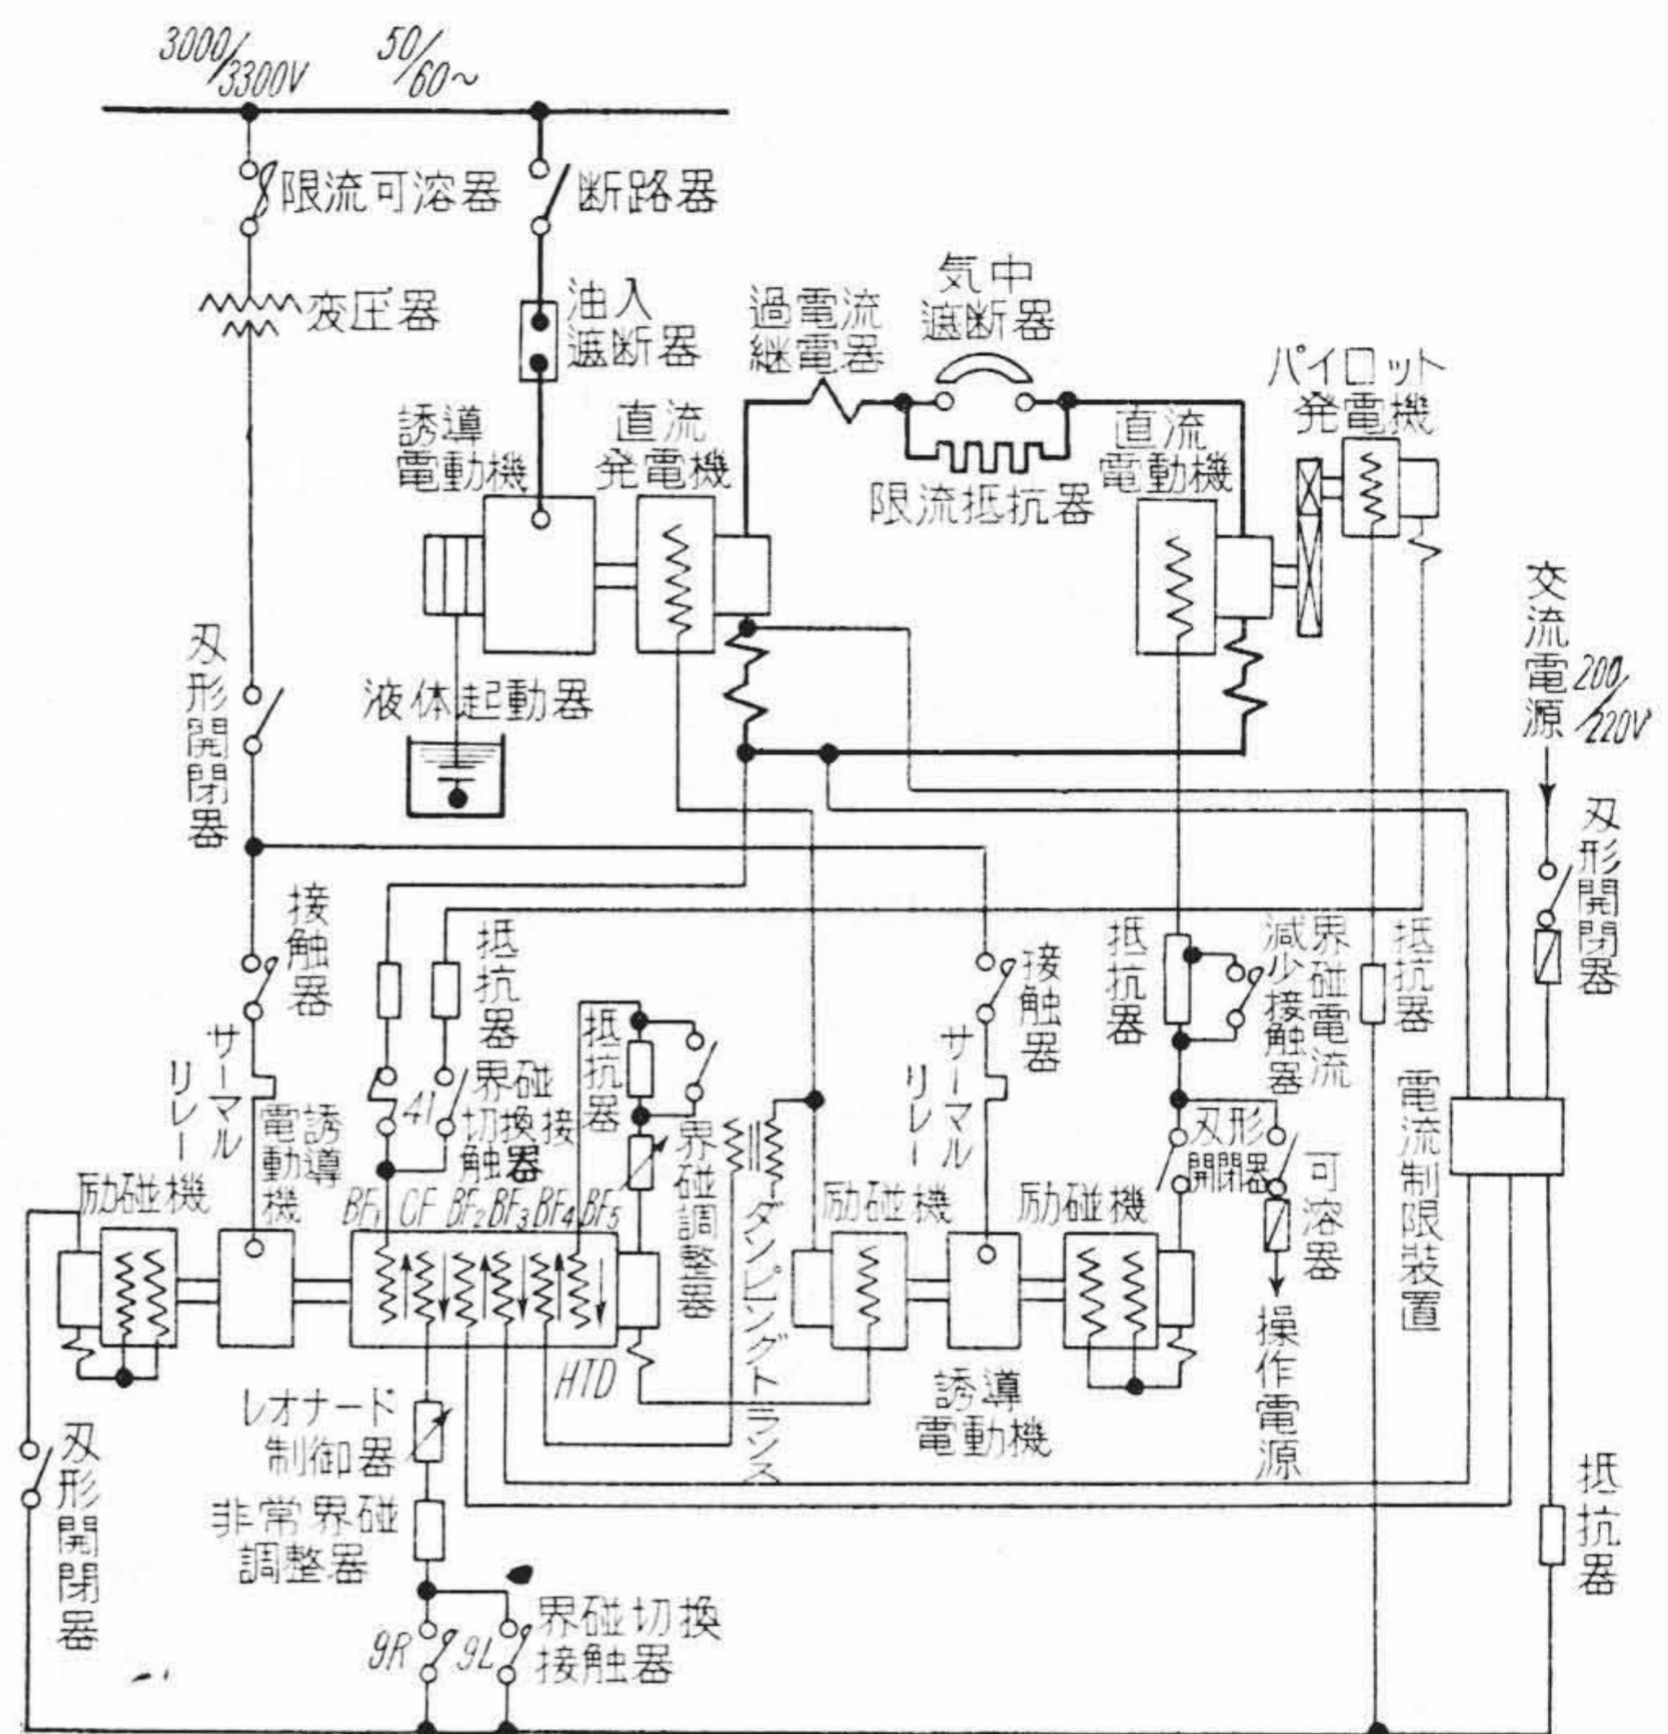 3000/3300V
50/60~
限流可溶器
断路器
変圧器
油入
遮断器
過電流
継電器
気中
遮断器
パイロット
発電機
誘導
電動機
直流
発電機
限流抵抗器
直流
電動機
交流電源
200/220V
刃形開閉器
液体起動器
刃形開閉器
接触器
抵抗器
サーマル
リレー
誘導
電動機
41
界磁
切換接
触器
抵抗器
界磁調整器
接触器
サーマル
リレー
抵抗器
界磁電流
減少接触器
抵抗器
電流制限装置
刃形
開閉器
可溶器
操作電源
励磁機
BF₁
CF
BF₂
BF₃
BF₄
BF₅
HTD
ダンピングトランス
励磁機
励磁機
誘導
電動機
レオナード
制御器
非常界磁
調整器
刃形開閉器
9R
9L
界磁切換
接触器
抵抗器